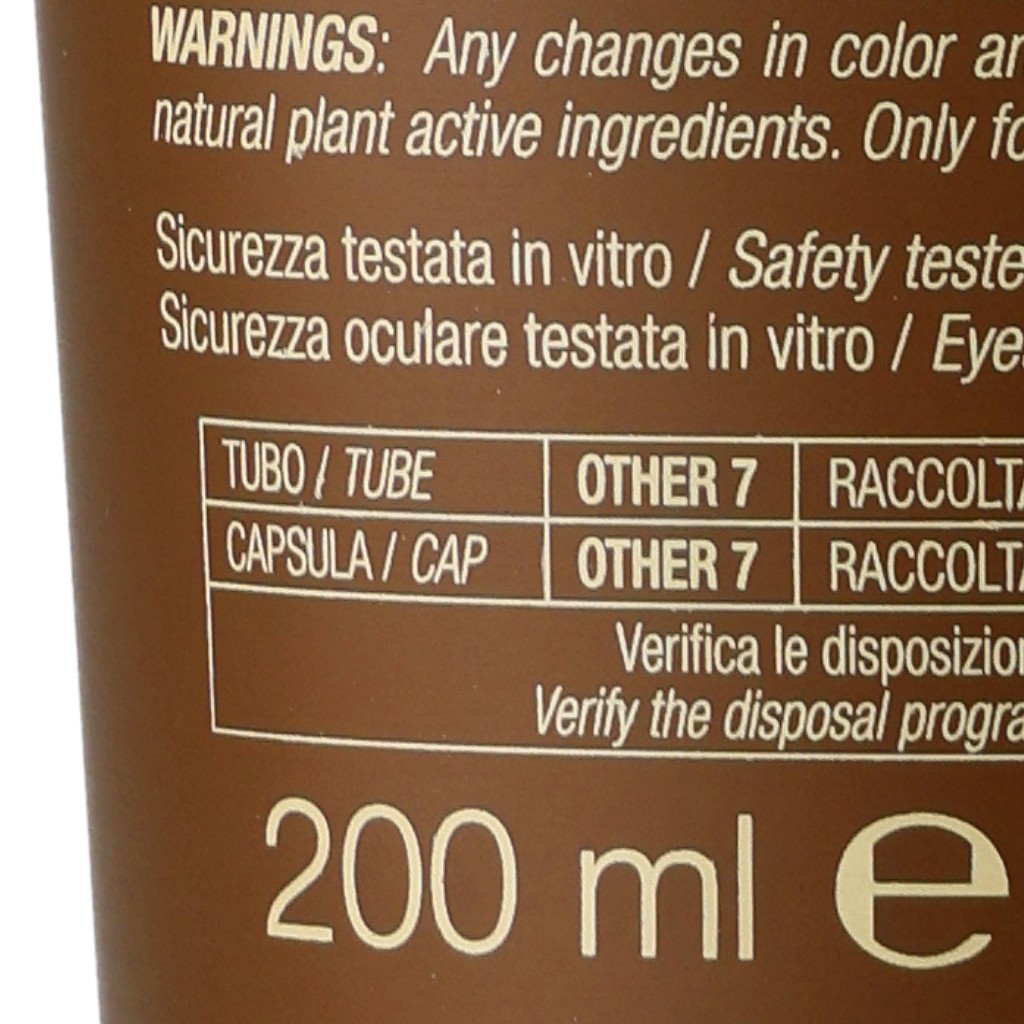 WARNINGS: Any changes in color ar
natural plant active ingredients. Only fo
Sicurezza testata in vitro / Safety teste
Sicurezza oculare testata in vitro / Eye
TUBO / TUBE OTHER 7 RACCOLTA
CAPSULA / CAP OTHER 7 RACCOLTA
Verifica le disposizion
Verify the disposal progra
200 ml e